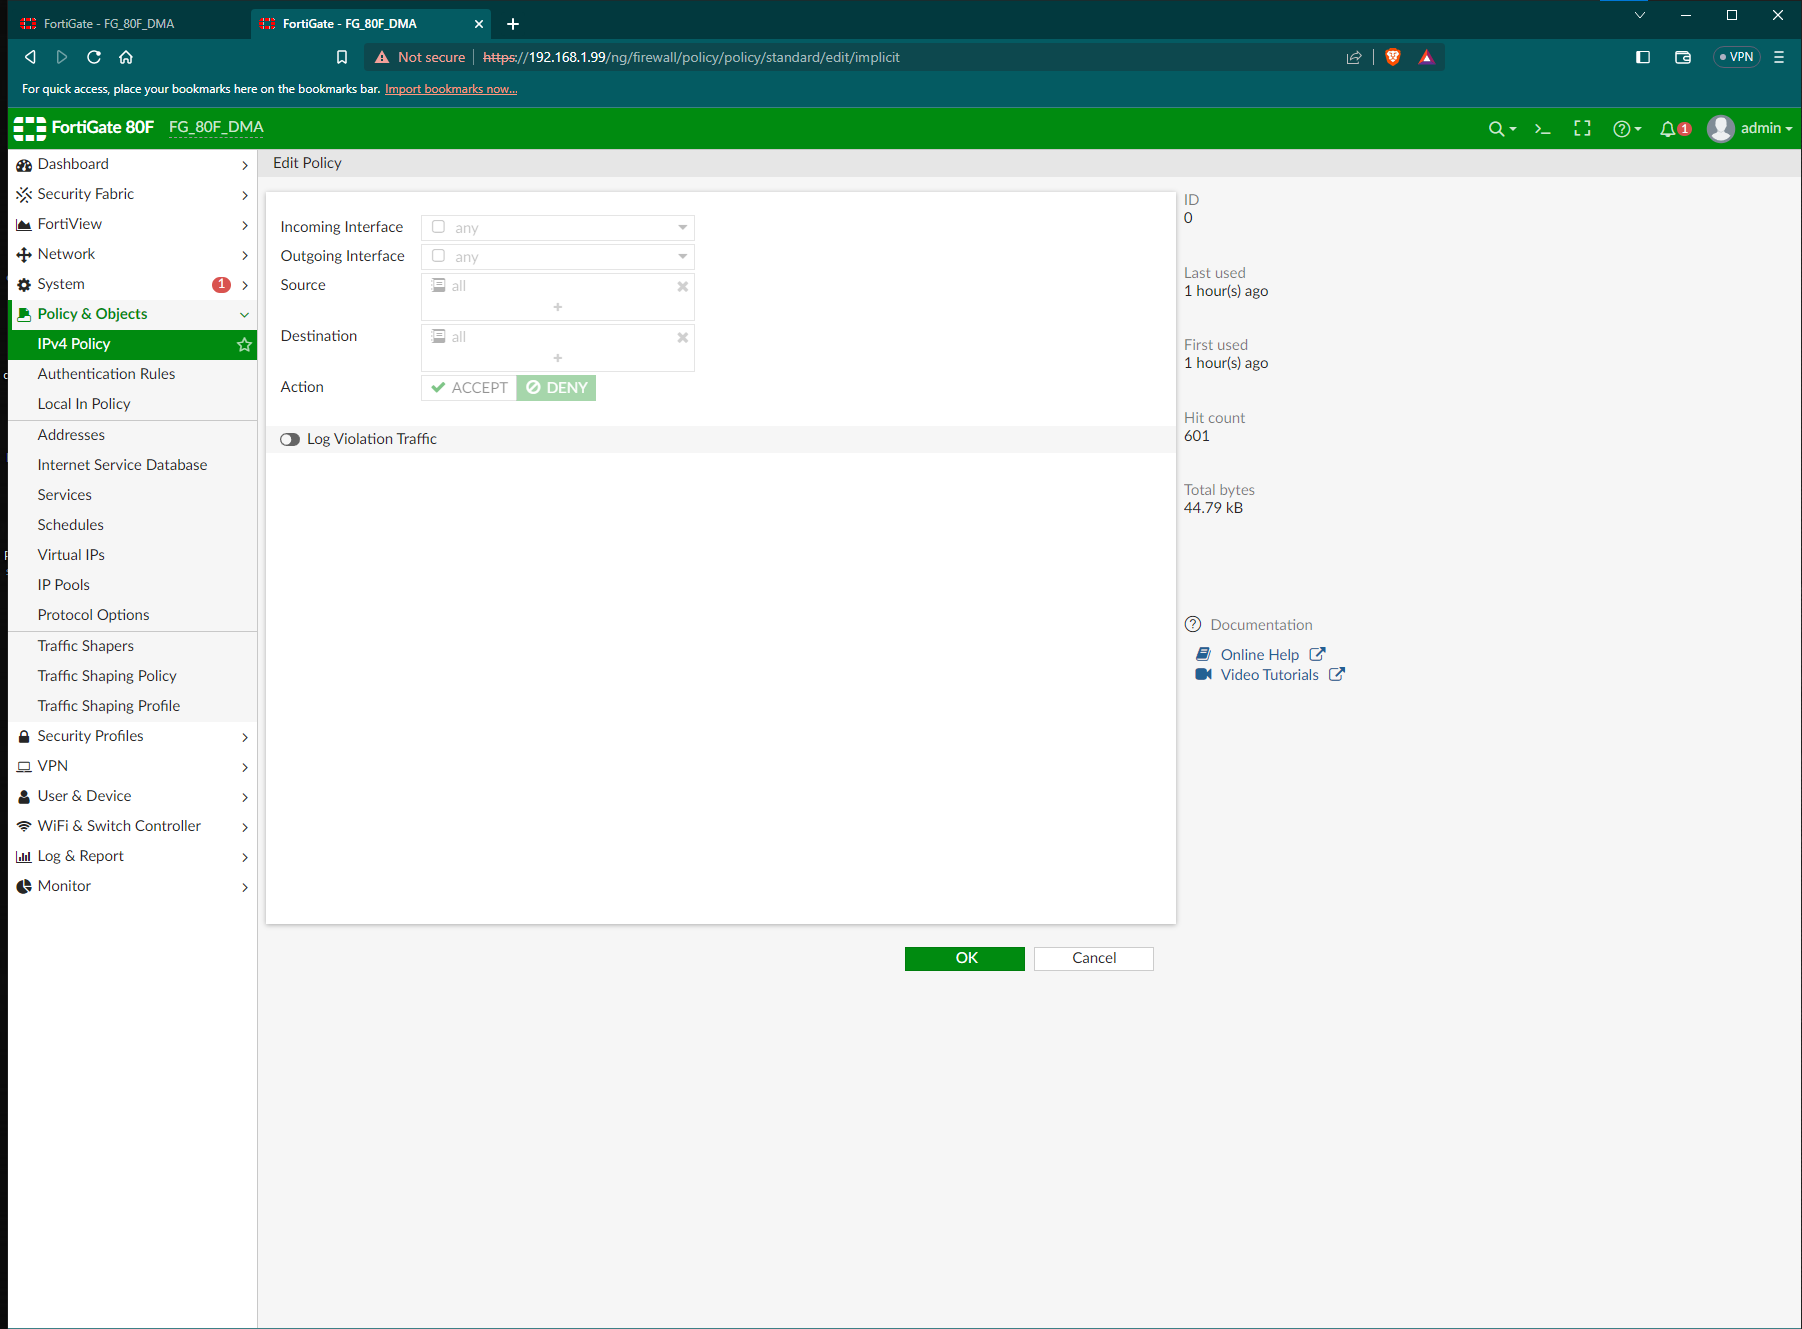 FortiGate - FG_80F_DMA
FortiGate - FG_80F_DMA
Not secure https://192.168.1.99/ng/firewall/policy/policy/standard/edit/implicit
VPN
For quick access, place your bookmarks here on the bookmarks bar. Import bookmarks now...
FortiGate 80F FG_80F_DMA
1
admin
Dashboard
Security Fabric
FortiView
Network
System 1
Policy & Objects
IPv4 Policy
Authentication Rules
Local In Policy
Addresses
Internet Service Database
Services
Schedules
Virtual IPs
IP Pools
Protocol Options
Traffic Shapers
Traffic Shaping Policy
Traffic Shaping Profile
Security Profiles
VPN
User & Device
WiFi & Switch Controller
Log & Report
Monitor
Edit Policy
Incoming Interface any
Outgoing Interface any
Source all
+
Destination all
+
Action ACCEPT DENY
Log Violation Traffic
OK Cancel
ID
0
Last used
1 hour(s) ago
First used
1 hour(s) ago
Hit count
601
Total bytes
44.79 kB
Documentation
Online Help
Video Tutorials